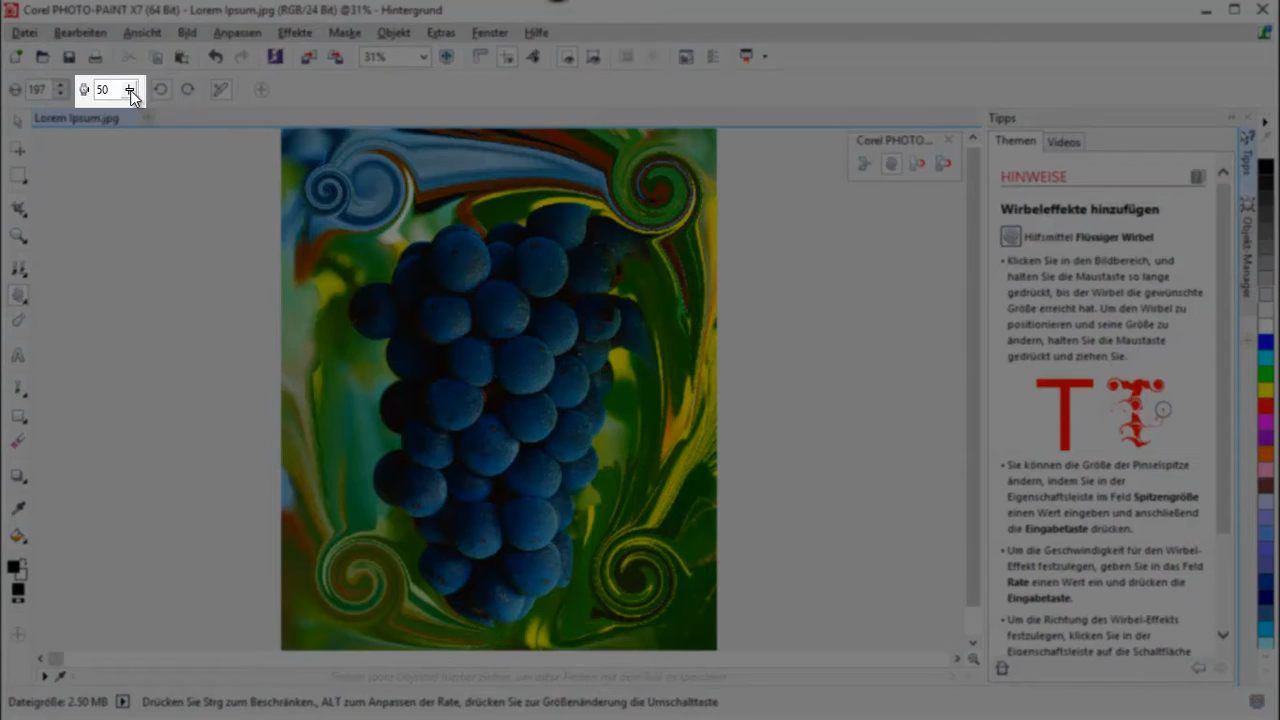 Corel PHOTO-PAINT X7 (64 Bit) - Lorem Ipsum.jpg (RGB/24 Bit) @31% - Hintergrund
Datei Bearbeiten Ansicht Bild Anpassen Effekte Maske Objekt Extras Fenster Hilfe
31%
197 50
Lorem Ipsum.jpg
Corel PHOTO...
Tipps
Themen Videos
HINWEISE
Wirbeleffekte hinzufügen
Hilfsmittel Flüssiger Wirbel
• Klicken Sie in den Bildbereich, und
halten Sie die Maustaste so lange
gedrückt, bis der Wirbel die gewünschte
Größe erreicht hat. Um den Wirbel zu
positionieren und seine Größe zu
ändern, halten Sie die Maustaste
gedrückt und ziehen Sie.
T T
• Sie können die Größe der Pinselspitze
ändern, indem Sie in der
Eigenschaftsleiste im Feld Spitzengröße
einen Wert eingeben und anschließend
die Eingabetaste drücken.
• Um die Geschwindigkeit für den Wirbel-
Effekt festzulegen, geben Sie in das Feld
Rate einen Wert ein und drücken die
Eingabetaste.
• Um die Richtung des Wirbel-Effekts
festzulegen, klicken Sie in der
Eigenschaftsleiste auf die Schaltfläche
Tipps
Objekt-Manager
Dateigröße: 2.50 MB Drücken Sie Strg zum Beschränken., ALT zum Anpassen der Rate, drücken Sie zur Größenänderung die Umschalttaste